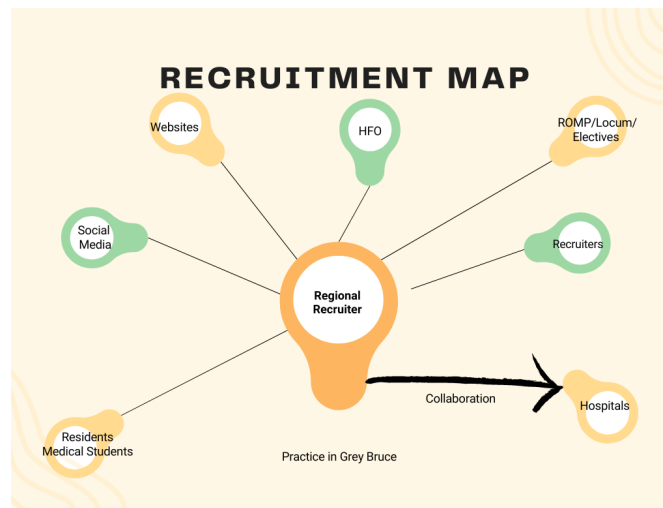 RECRUITMENT MAP
Websites
HFO
ROMP/Locum/
Electives
Social
Media
Recruiters
Regional
Recruiter
Collaboration
Hospitals
Residents
Medical Students
Practice in Grey Bruce